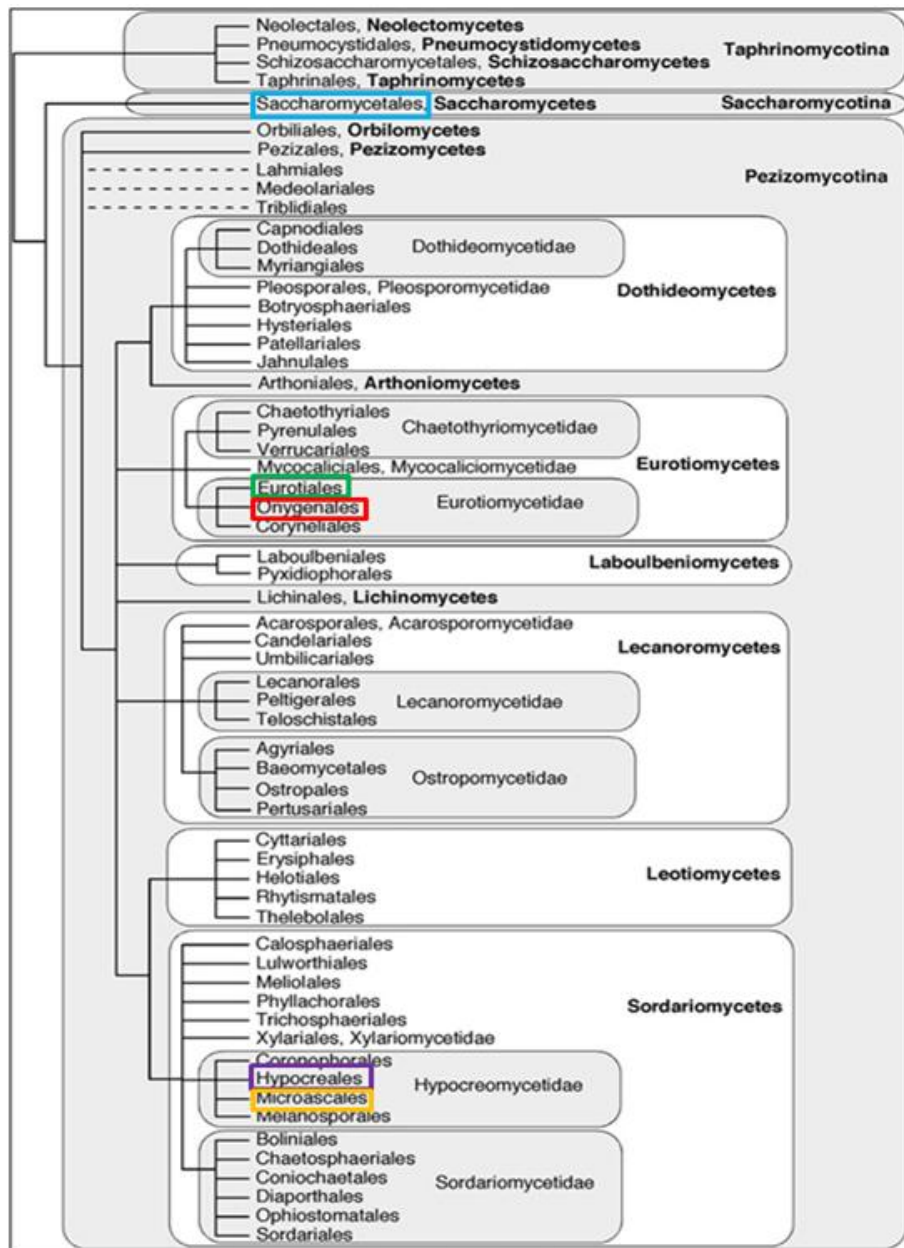 Neolectales, Neolectomycetes
Pneumocystidales, Pneumocystidomycetes
Taphrinomycotina
Schizosaccharomycetales, Schizosaccharomycetes
Taphrinales, Taphrinomycetes
Saccharomycetales, Saccharomycetes
Saccharomycotina
Orbiliales, Orbilomycetes
Pezizales, Pezizomycetes
Pezizomycotina
Lahmiales
Medeolariales
Triblidiales
Capnodiales
Dothideales
Dothideomycetidae
Myriangiales
Pleosporales, Pleosporomycetidae
Dothideomycetes
Botryosphaeriales
Hysteriales
Patellariales
Jahnulales
Arthoniales, Arthoniomycetes
Chaetothyriales
Pyrenulales
Chaetothyriomycetidae
Verrucariales
Eurotiomycetes
Mycocaliciales, Mycocaliciomycetidae
Eurotiales
Onygenales
Eurotiomycetidae
Coryneliales
Laboulbeniales
Laboulbeniomycetes
Pyxidiophorales
Lichinales, Lichinomycetes
Acarosporales, Acarosporomycetidae
Candelariales
Lecanoromycetes
Umbilicariales
Lecanorales
Peltigerales
Lecanoromycetidae
Teloschistales
Agyriales
Baeomycetales
Ostropomycetidae
Ostropales
Pertusariales
Cyttariales
Erysiphales
Helotiales
Leotiomycetes
Rhytismatales
Thelebolales
Calosphaeriales
Lulworthiales
Meliolales
Phyllachorales
Sordariomycetes
Trichosphaeriales
Xylariales, Xylariomycetidae
Coronophorales
Hypocreales
Hypocreomycetidae
Microascales
Melanosporales
Boliniales
Chaetosphaeriales
Coniochaetales
Sordariomycetidae
Diaporthales
Ophiostomatales
Sordariales